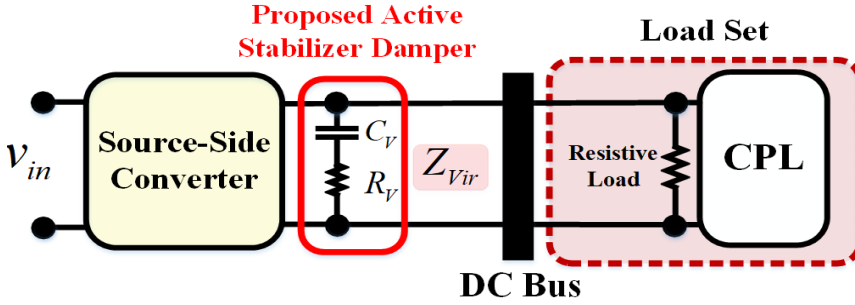 Proposed Active
Stabilizer Damper
Load Set
v_in
Source-Side
Converter
C_V
R_V
Z_Vir
Resistive
Load
CPL
DC Bus